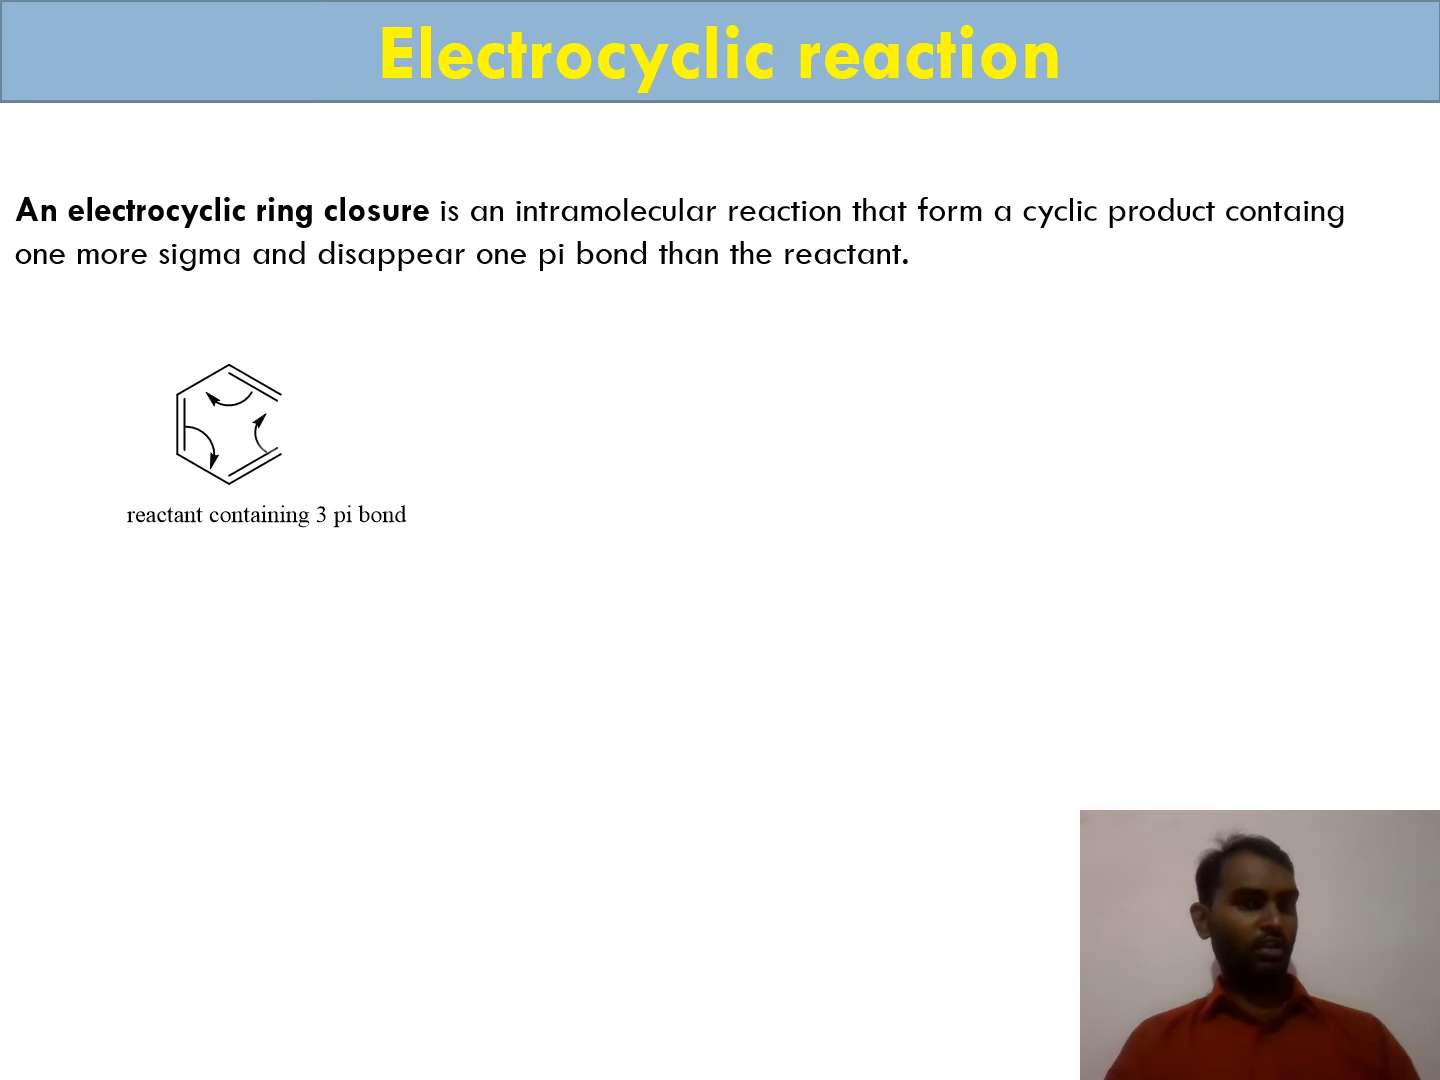 Electrocyclic reaction
An electrocyclic ring closure is an intramolecular reaction that form a cyclic product containg
one more sigma and disappear one pi bond than the reactant.
reactant containing 3 pi bond